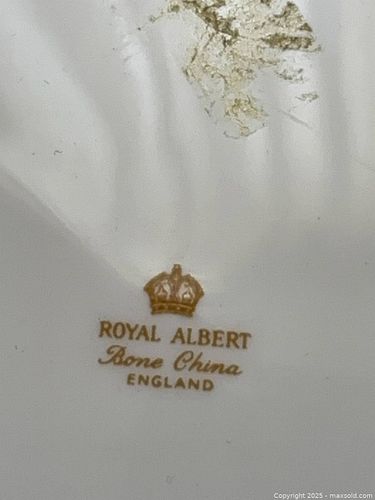 ROYAL ALBERT
Bone China
ENGLAND
Copyright 2025 - maxsold.com